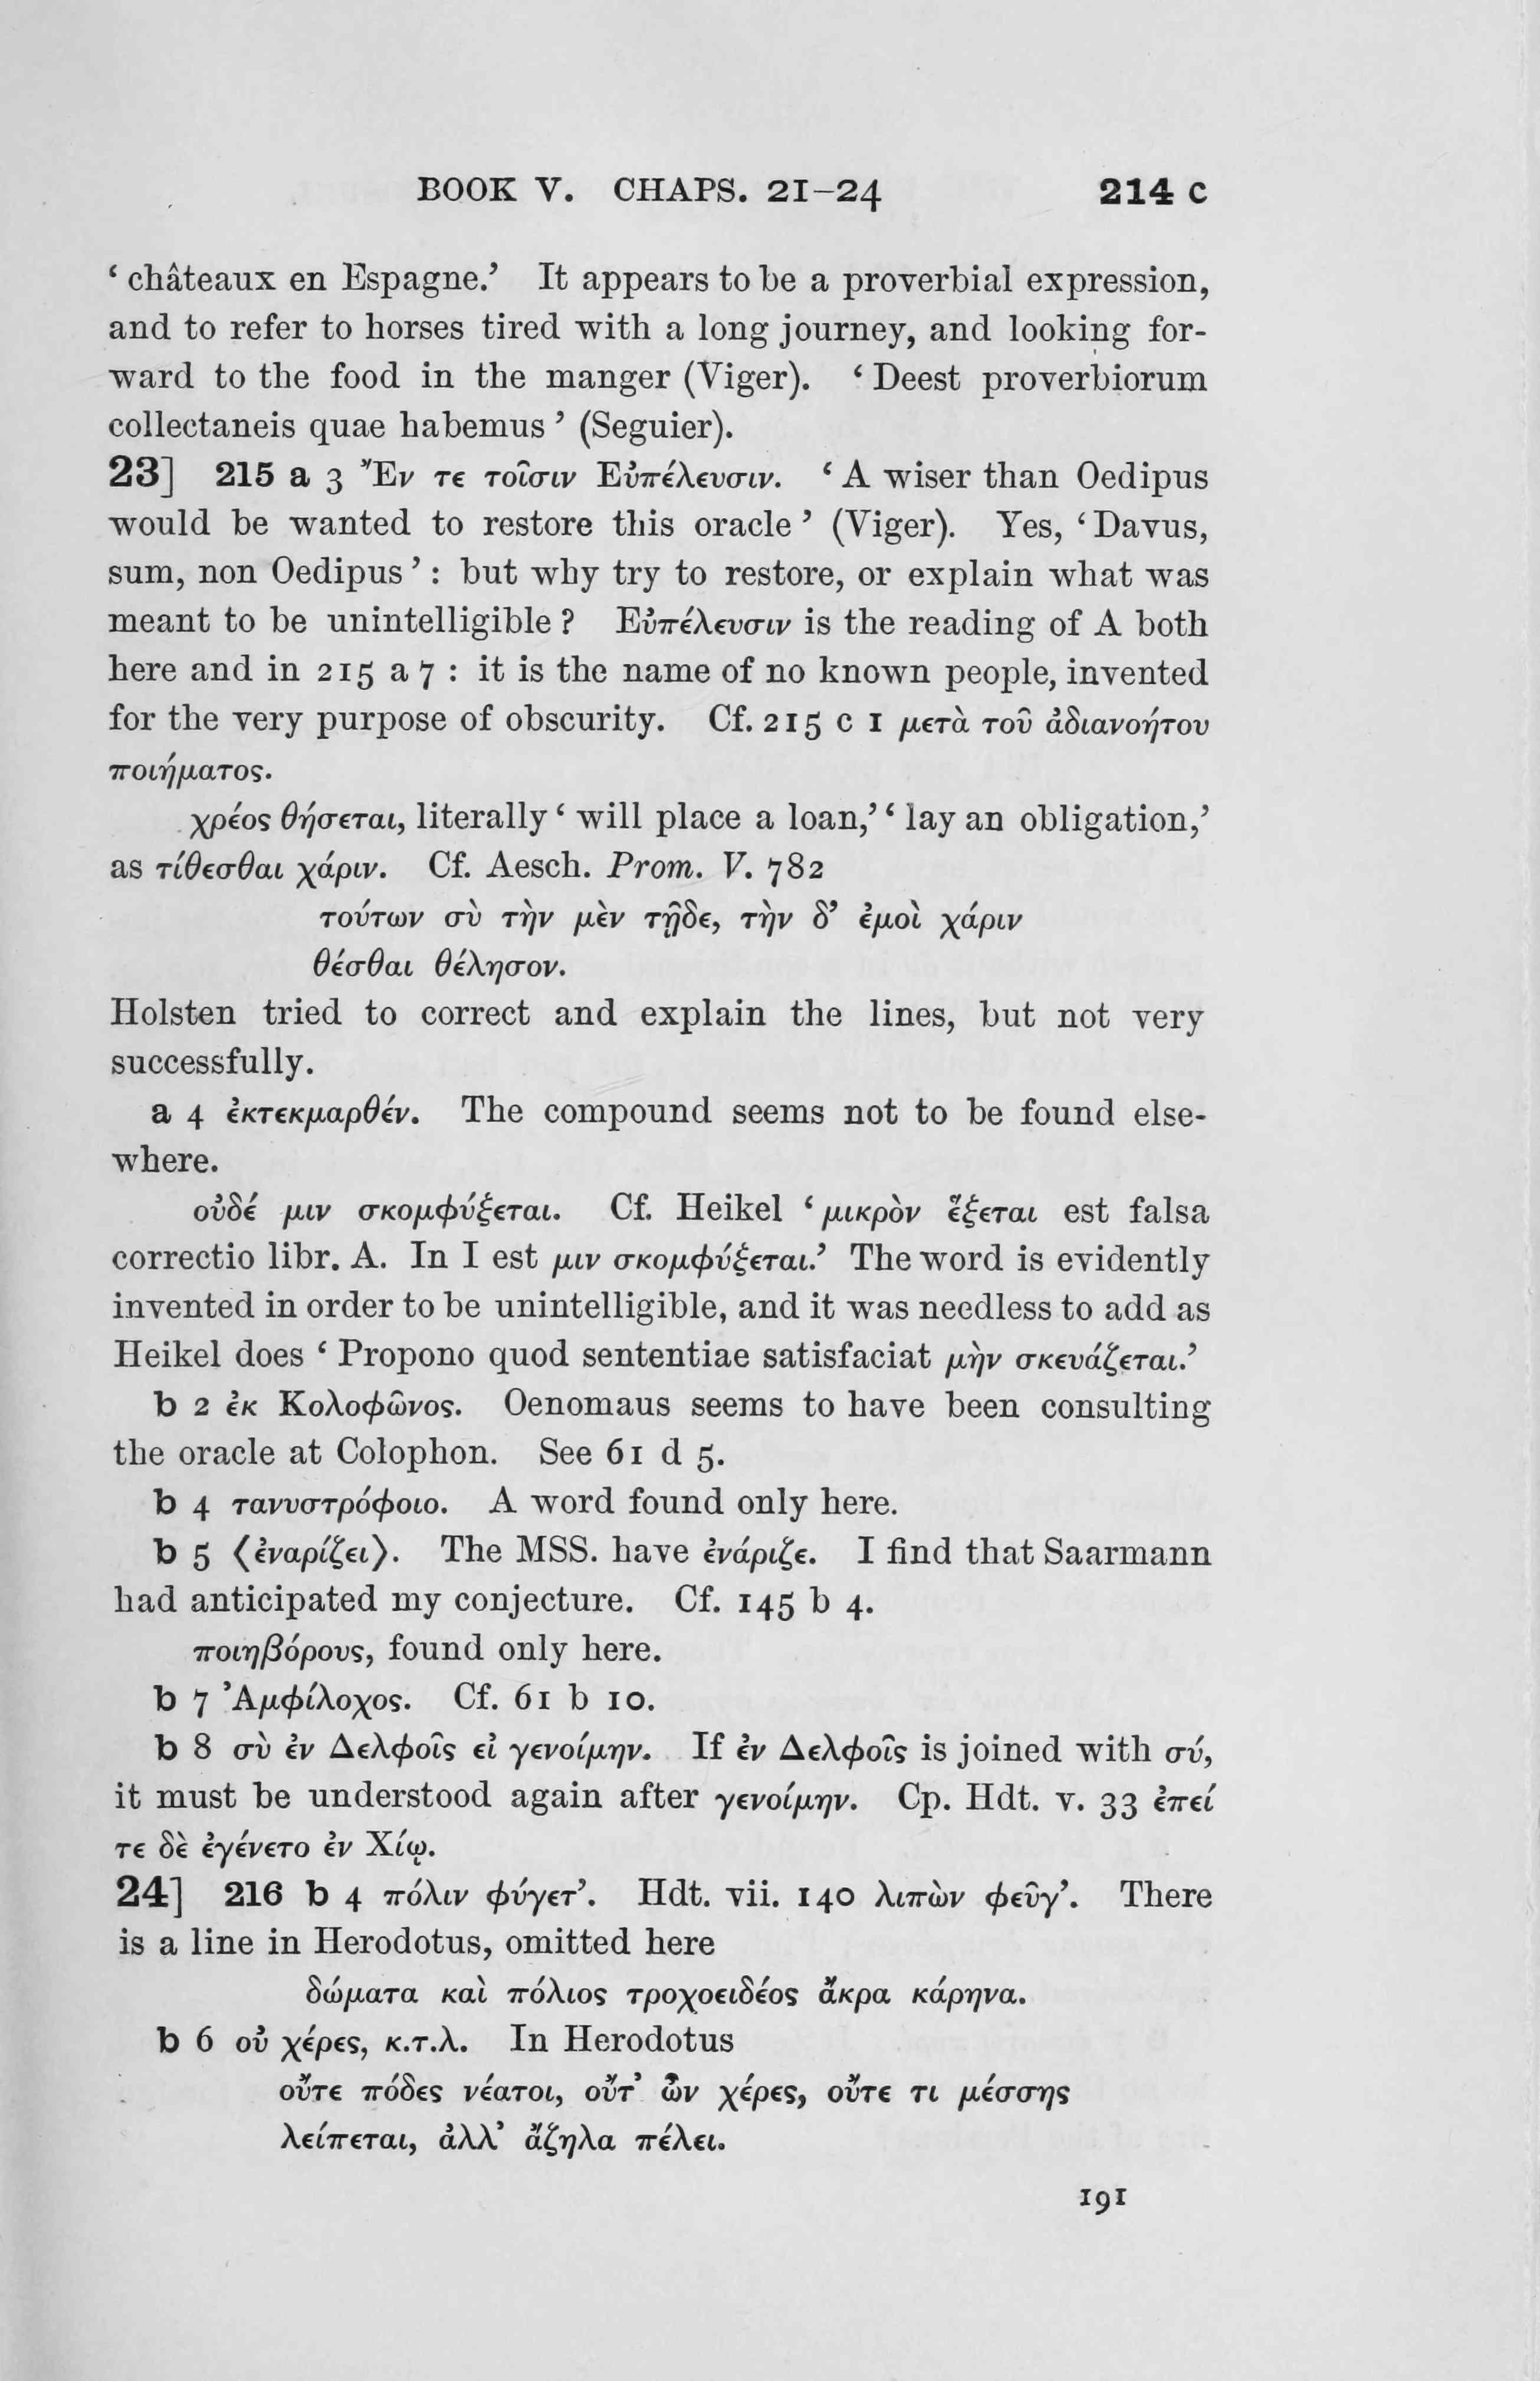 BOOK V. CHAPS. 21–24 214 c
‘ châteaux en Espagne.’ It appears to be a proverbial expression,
and to refer to horses tired with a long journey, and looking for-
ward to the food in the manger (Viger). ‘ Deest proverbiorum
collectaneis quae habemus ’ (Seguier).
23] 215 a 3 Ἔν τε τοῖσιν Εὐπέλευσιν. ‘ A wiser than Oedipus
would be wanted to restore this oracle ’ (Viger). Yes, ‘ Davus,
sum, non Oedipus ’ : but why try to restore, or explain what was
meant to be unintelligible ? Εὐπέλευσιν is the reading of A both
here and in 215 a 7 : it is the name of no known people, invented
for the very purpose of obscurity. Cf. 215 c 1 μετὰ τοῦ ἀδιανοήτου
ποιήματος.
χρέος θήσεται, literally ‘ will place a loan,’ ‘ lay an obligation,’
as τίθεσθαι χάριν. Cf. Aesch. Prom. V. 782
τούτων σὺ τὴν μὲν τῇδε, τὴν δ’ ἐμοὶ χάριν
θέσθαι θέλησον.
Holsten tried to correct and explain the lines, but not very
successfully.
a 4 ἐκτεκμαρθέν. The compound seems not to be found else-
where.
οὐδέ μιν σκομφύξεται. Cf. Heikel ‘ μικρὸν ἕξεται est falsa
correctio libr. A. In I est μιν σκομφύξεται.’ The word is evidently
invented in order to be unintelligible, and it was needless to add as
Heikel does ‘ Propono quod sententiae satisfaciat μὴν σκευάζεται.’
b 2 ἐκ Κολοφῶνος. Oenomaus seems to have been consulting
the oracle at Colophon. See 61 d 5.
b 4 τανυστρόφοιο. A word found only here.
b 5 ⟨ἐναρίζει⟩. The MSS. have ἐνάριζε. I find that Saarmann
had anticipated my conjecture. Cf. 145 b 4.
ποιηβόρους, found only here.
b 7 Ἀμφίλοχος. Cf. 61 b 10.
b 8 σὺ ἐν Δελφοῖς εἰ γενοίμην. If ἐν Δελφοῖς is joined with σύ,
it must be understood again after γενοίμην. Cp. Hdt. v. 33 ἐπεί
τε δὲ ἐγένετο ἐν Χίῳ.
24] 216 b 4 πόλιν φύγετ’. Hdt. vii. 140 λιπὼν φεῦγ’. There
is a line in Herodotus, omitted here
δώματα καὶ πόλιος τροχοειδέος ἄκρα κάρηνα.
b 6 οὐ χέρες, κ.τ.λ. In Herodotus
οὔτε πόδες νέατοι, οὔτ’ ὦν χέρες, οὔτε τι μέσσης
λείπεται, ἀλλ’ ἄζηλα πέλει.
191